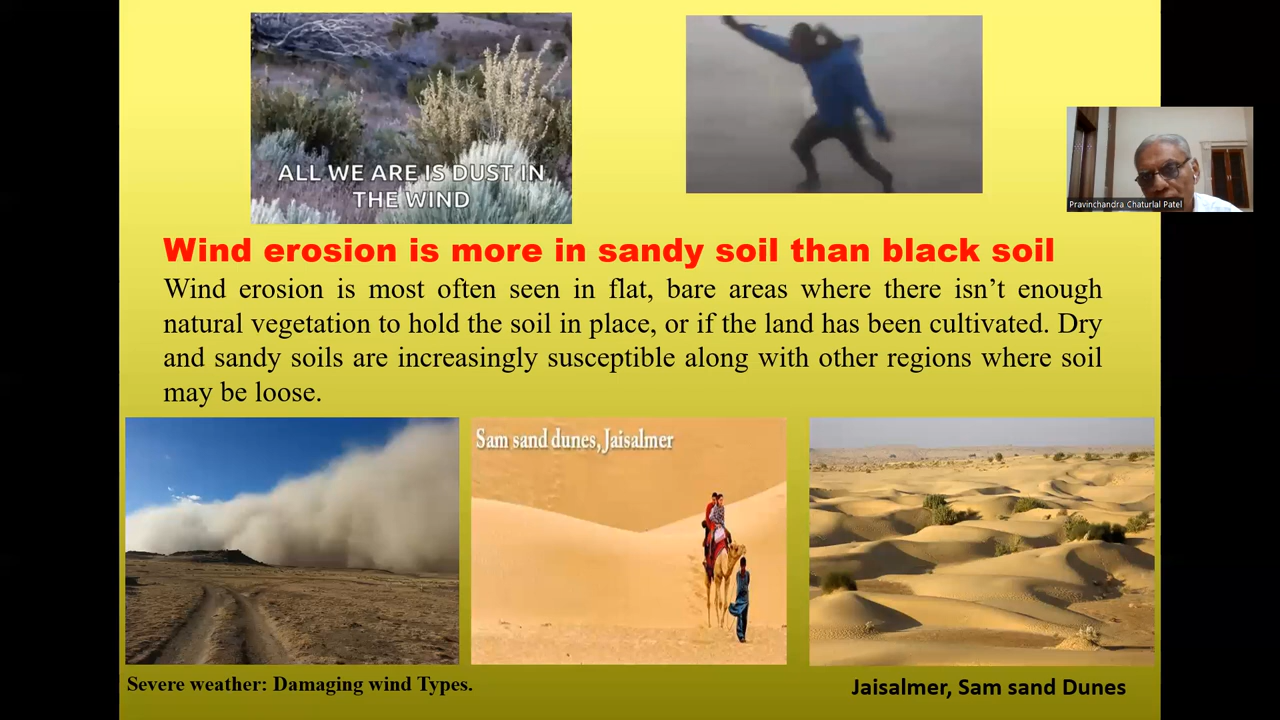 ALL WE ARE IS DUST IN
THE WIND
Pravinchandra Chaturlal Patel
Wind erosion is more in sandy soil than black soil
Wind erosion is most often seen in flat, bare areas where there isn’t enough
natural vegetation to hold the soil in place, or if the land has been cultivated. Dry
and sandy soils are increasingly susceptible along with other regions where soil
may be loose.
Sam sand dunes, Jaisalmer
Severe weather: Damaging wind Types.
Jaisalmer, Sam sand Dunes